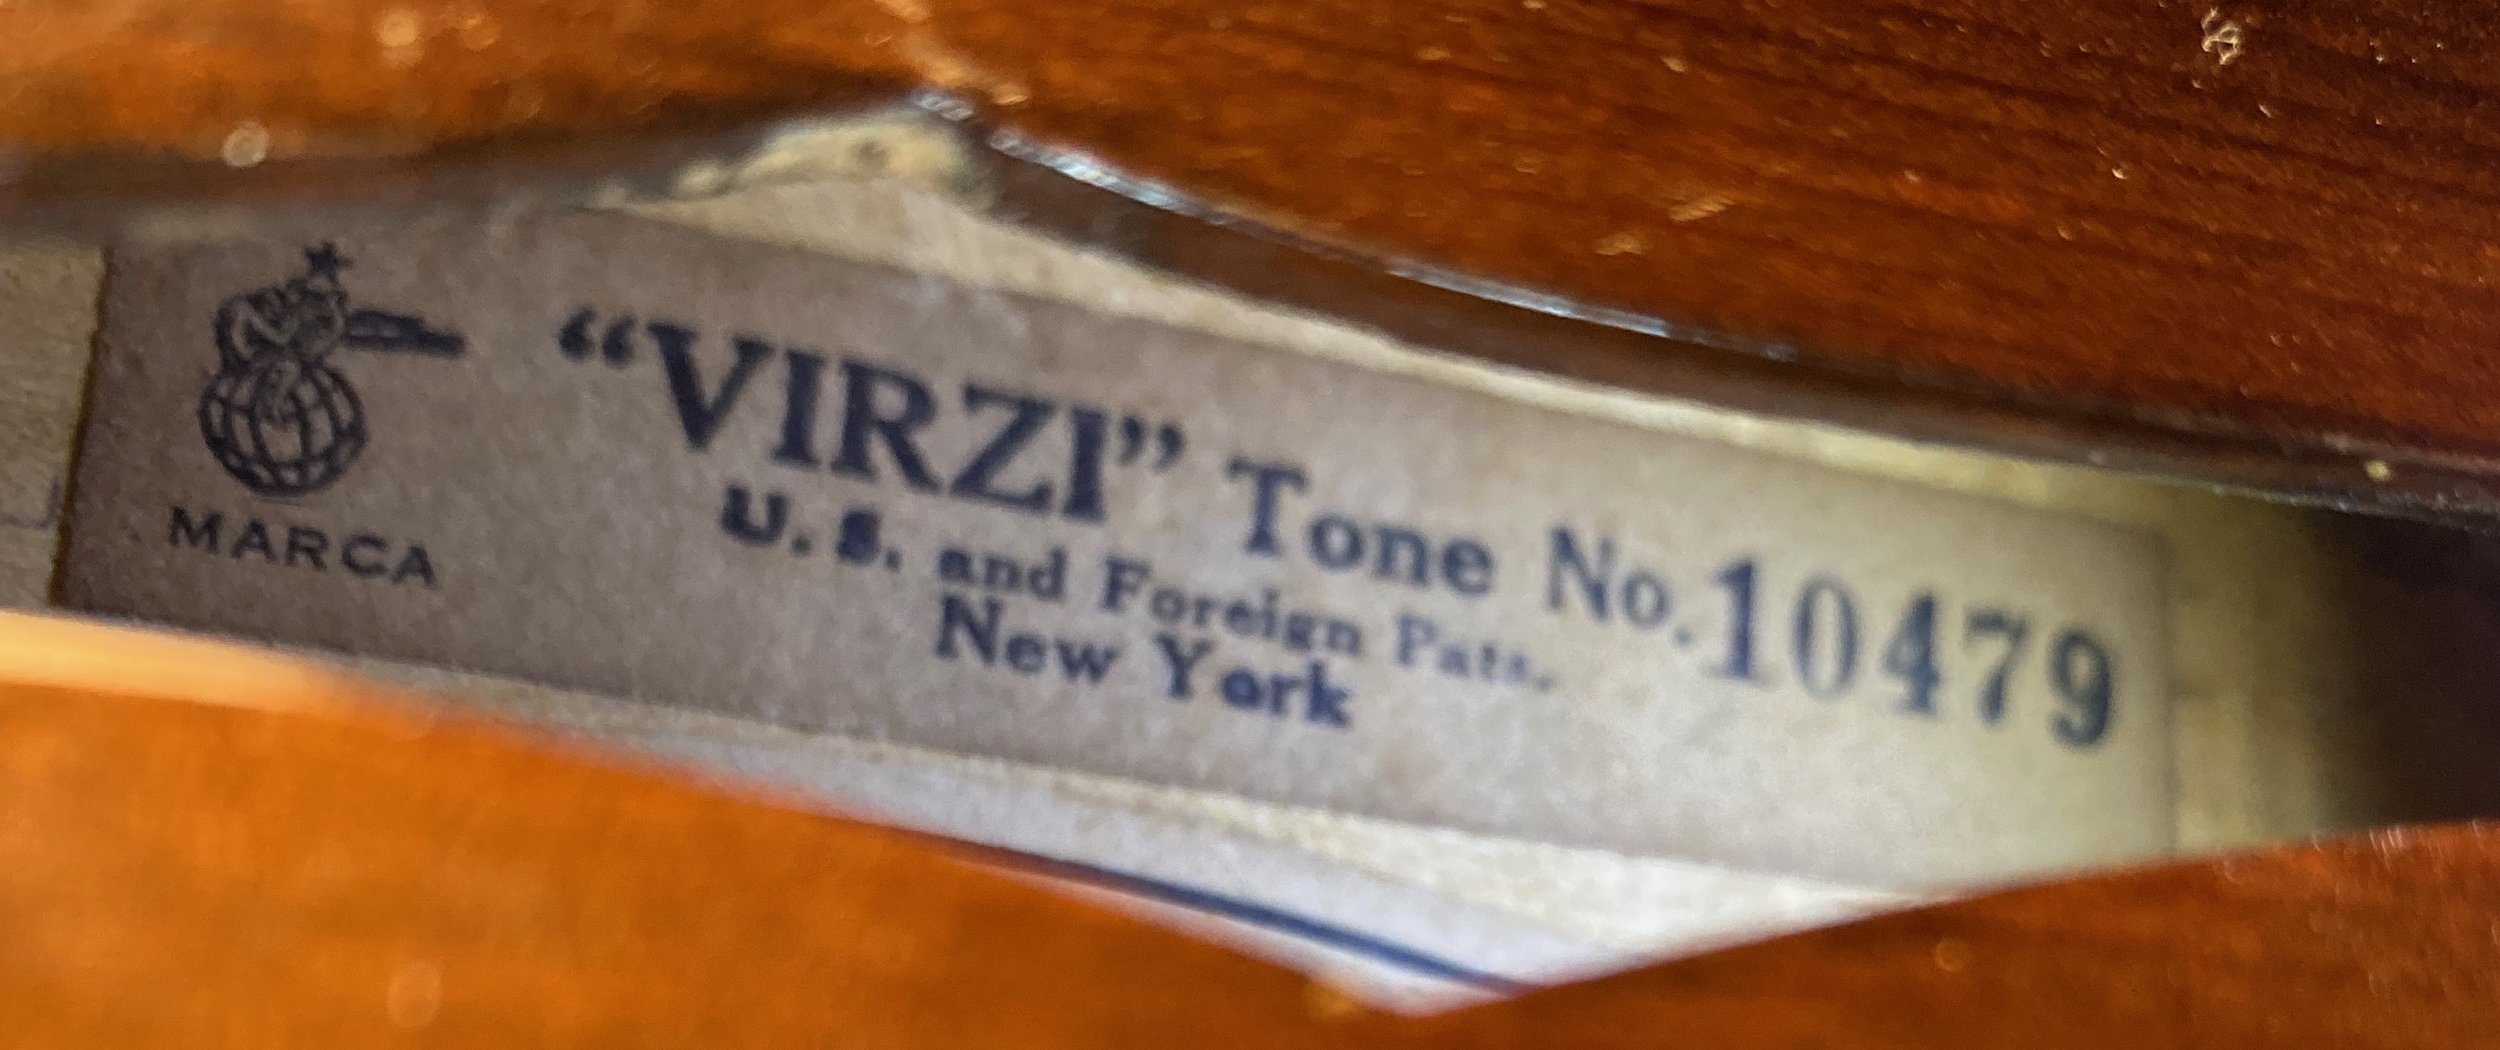 MARCA
“VIRZI” Tone No. 10479
U. S. and Foreign Pats.
New York